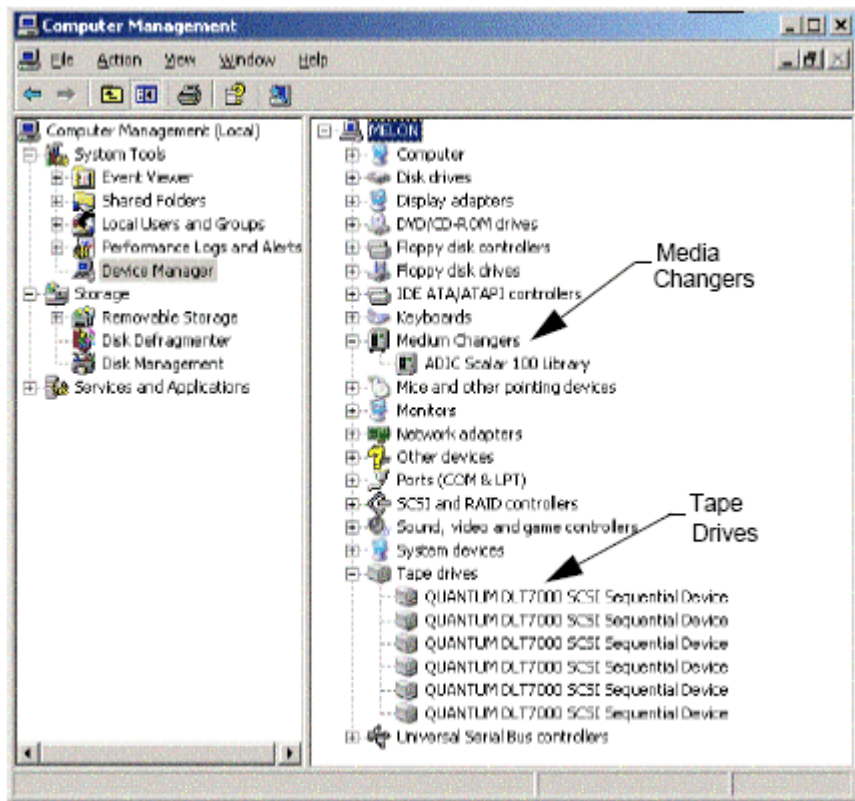 Computer Management
File Action View Window Help
Computer Management (Local)
System Tools
Event Viewer
Shared Folders
Local Users and Groups
Performance Logs and Alerts
Device Manager
Storage
Removable Storage
Disk Defragmenter
Disk Management
Services and Applications
MELON
Computer
Disk drives
Display adapters
DVD/CD-ROM drives
Floppy disk controllers
Floppy disk drives
IDE ATA/ATAPI controllers
Keyboards
Medium Changers
ADIC Scalar 100 Library
Mice and other pointing devices
Monitors
Network adapters
Other devices
Ports (COM & LPT)
SCSI and RAID controllers
Sound, video and game controllers
System devices
Tape drives
QUANTUM DLT7000 SCSI Sequential Device
QUANTUM DLT7000 SCSI Sequential Device
QUANTUM DLT7000 SCSI Sequential Device
QUANTUM DLT7000 SCSI Sequential Device
QUANTUM DLT7000 SCSI Sequential Device
QUANTUM DLT7000 SCSI Sequential Device
Universal Serial Bus controllers
Media
Changers
Tape
Drives